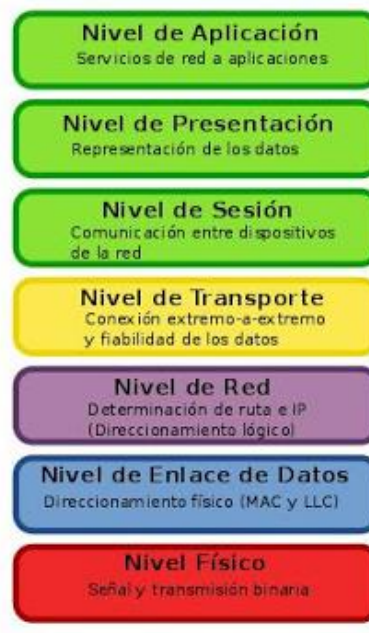 Nivel de Aplicación
Servicios de red a aplicaciones
Nivel de Presentación
Representación de los datos
Nivel de Sesión
Comunicación entre dispositivos
de la red
Nivel de Transporte
Conexión extremo-a-extremo
y fiabilidad de los datos
Nivel de Red
Determinación de ruta e IP
(Direccionamiento lógico)
Nivel de Enlace de Datos
Direccionamiento físico (MAC y LLC)
Nivel Físico
Señal y transmisión binaria